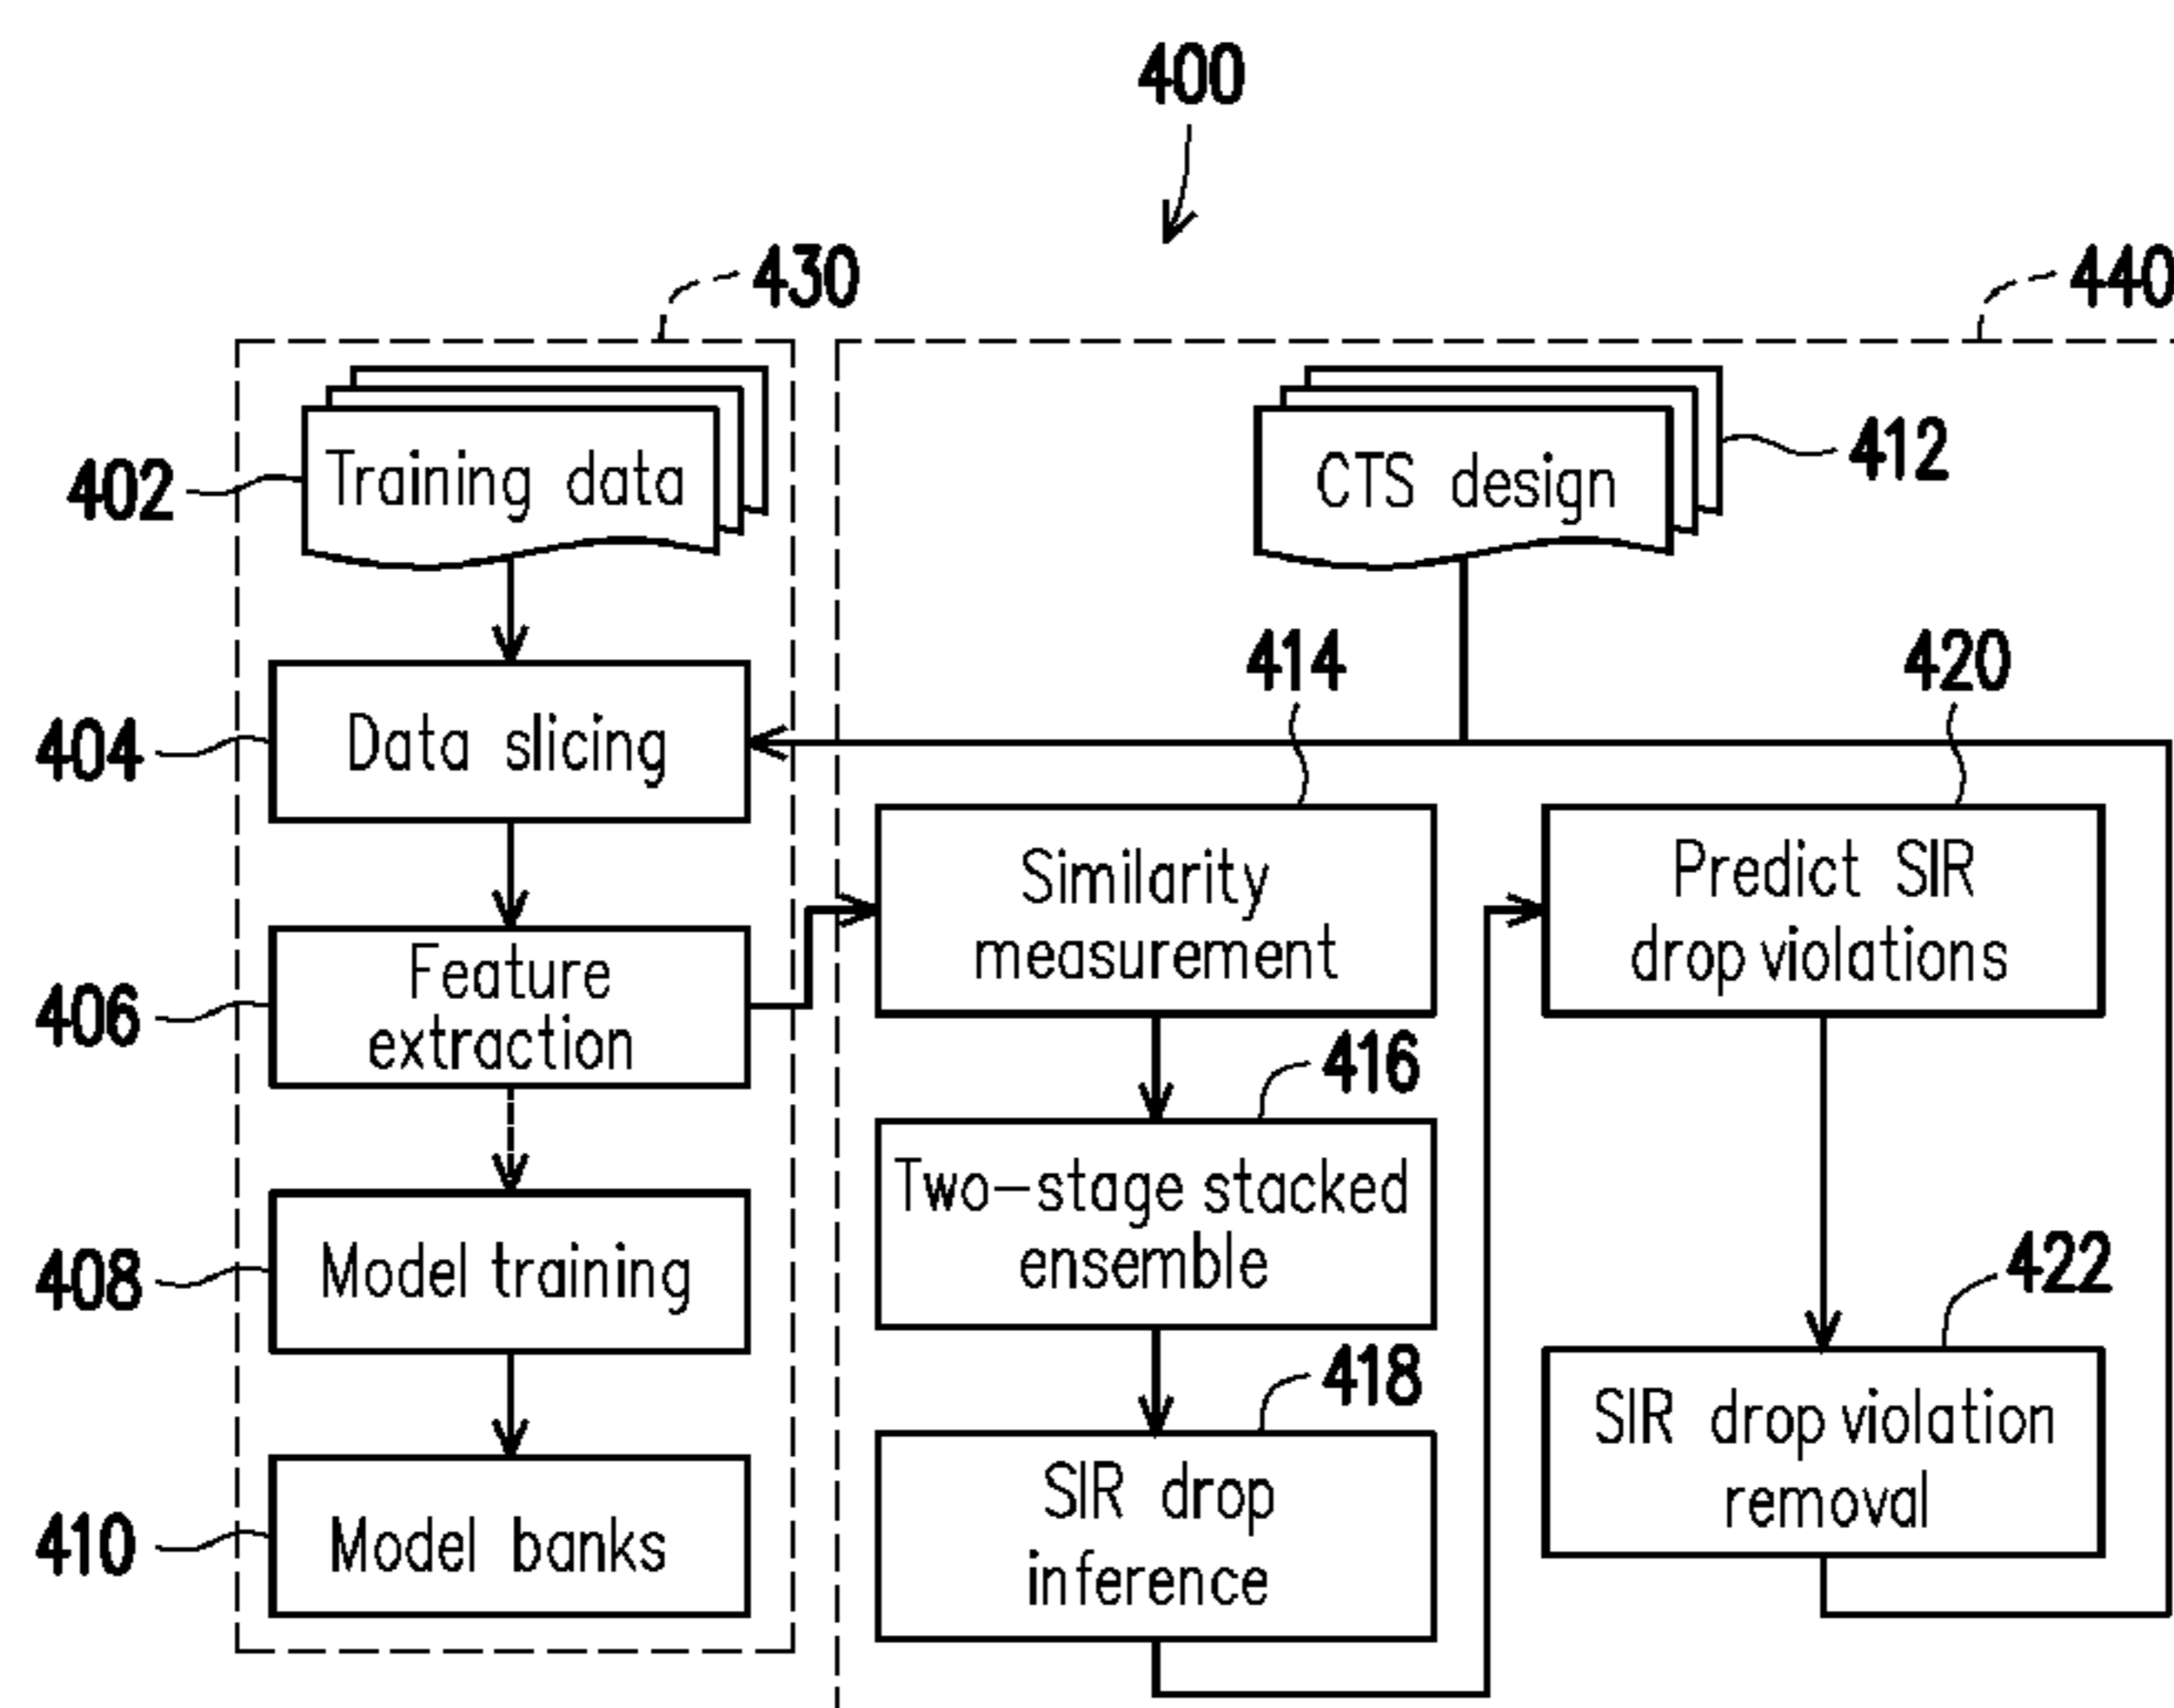 400
430
440
402
Training data
CTS design
412
414
420
404
Data slicing
406
Feature
extraction
Similarity
measurement
Predict SIR
drop violations
416
Two-stage stacked
ensemble
408
Model training
422
418
SIR drop
inference
SIR drop violation
removal
410
Model banks